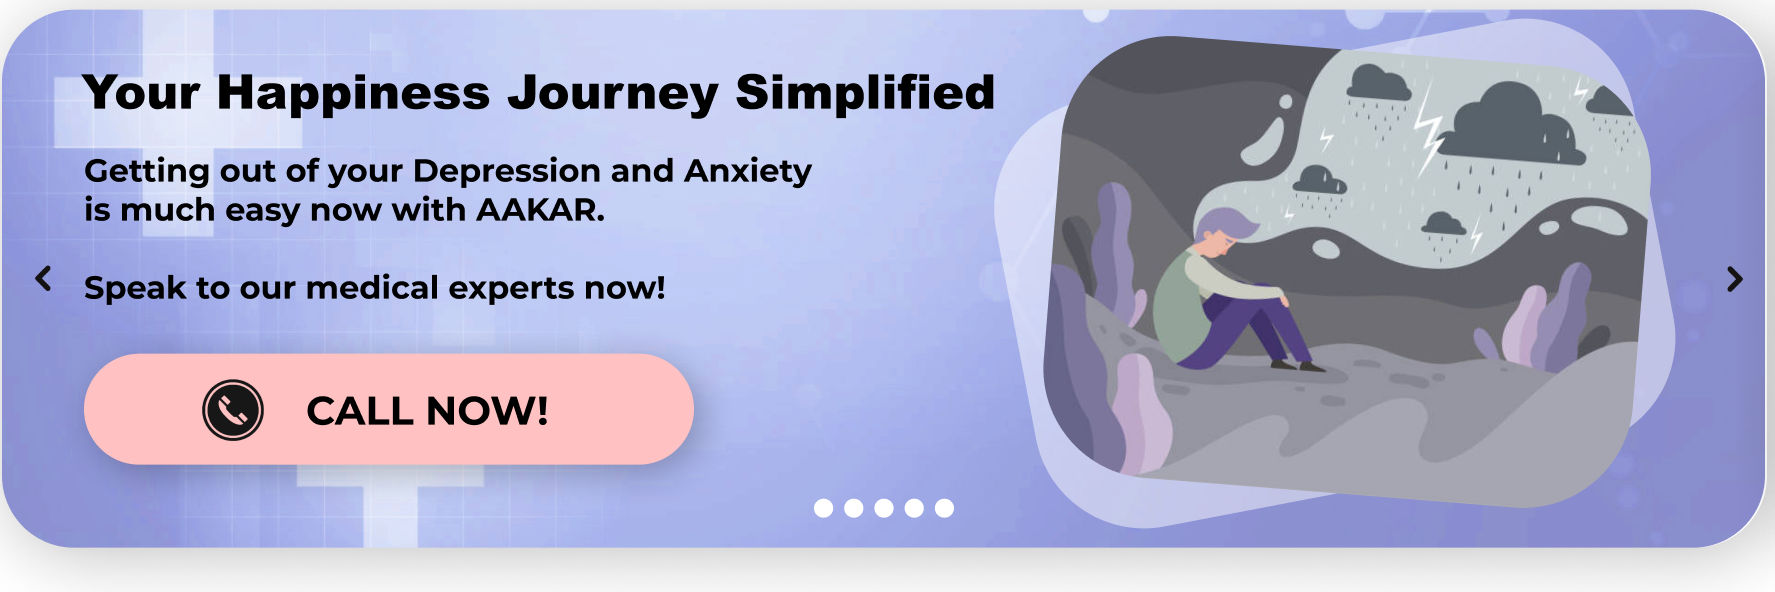 Your Happiness Journey Simplified
Getting out of your Depression and Anxiety
is much easy now with AAKAR.
Speak to our medical experts now!
CALL NOW!